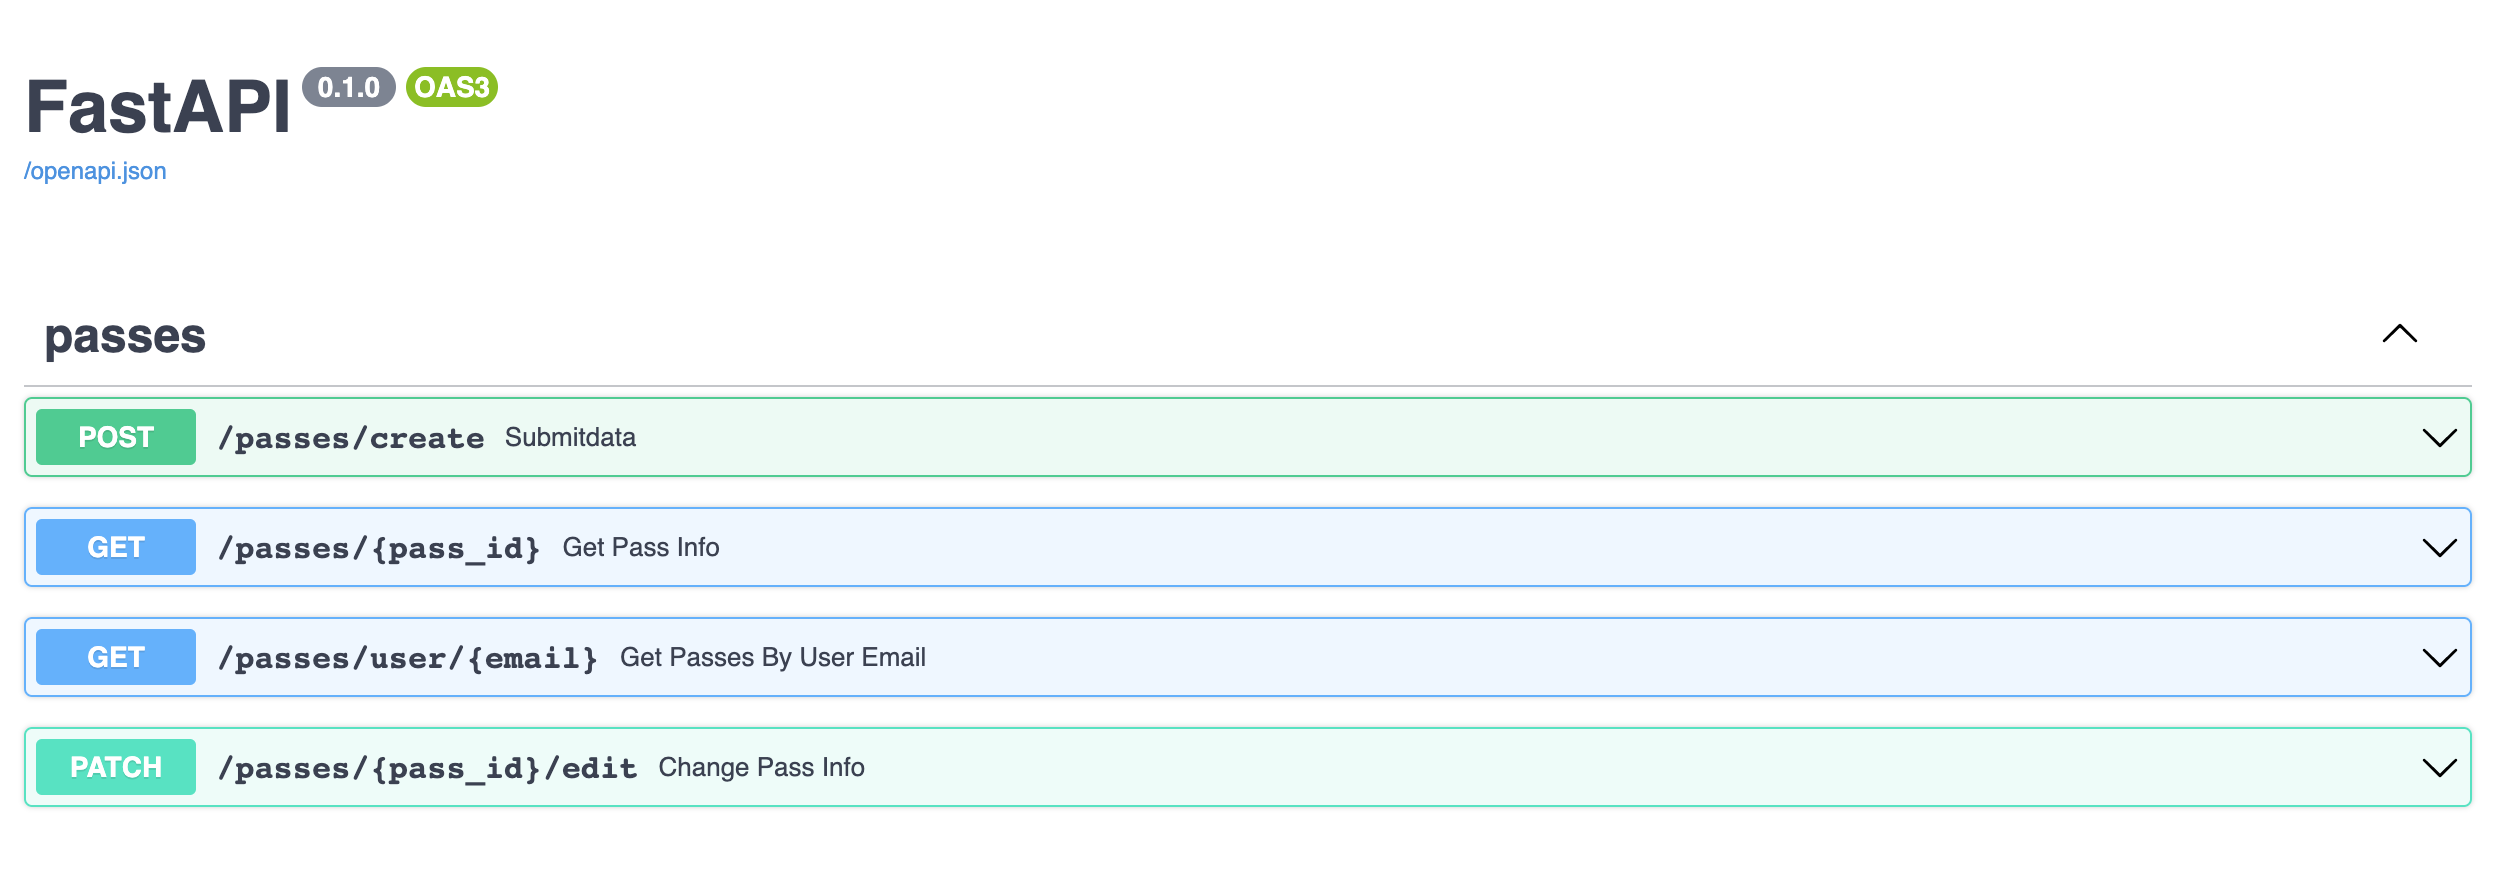 FastAPI 0.1.0 OAS3
/openapi.json
passes
POST /passes/create Submitdata
GET /passes/{pass_id} Get Pass Info
GET /passes/user/{email} Get Passes By User Email
PATCH /passes/{pass_id}/edit Change Pass Info